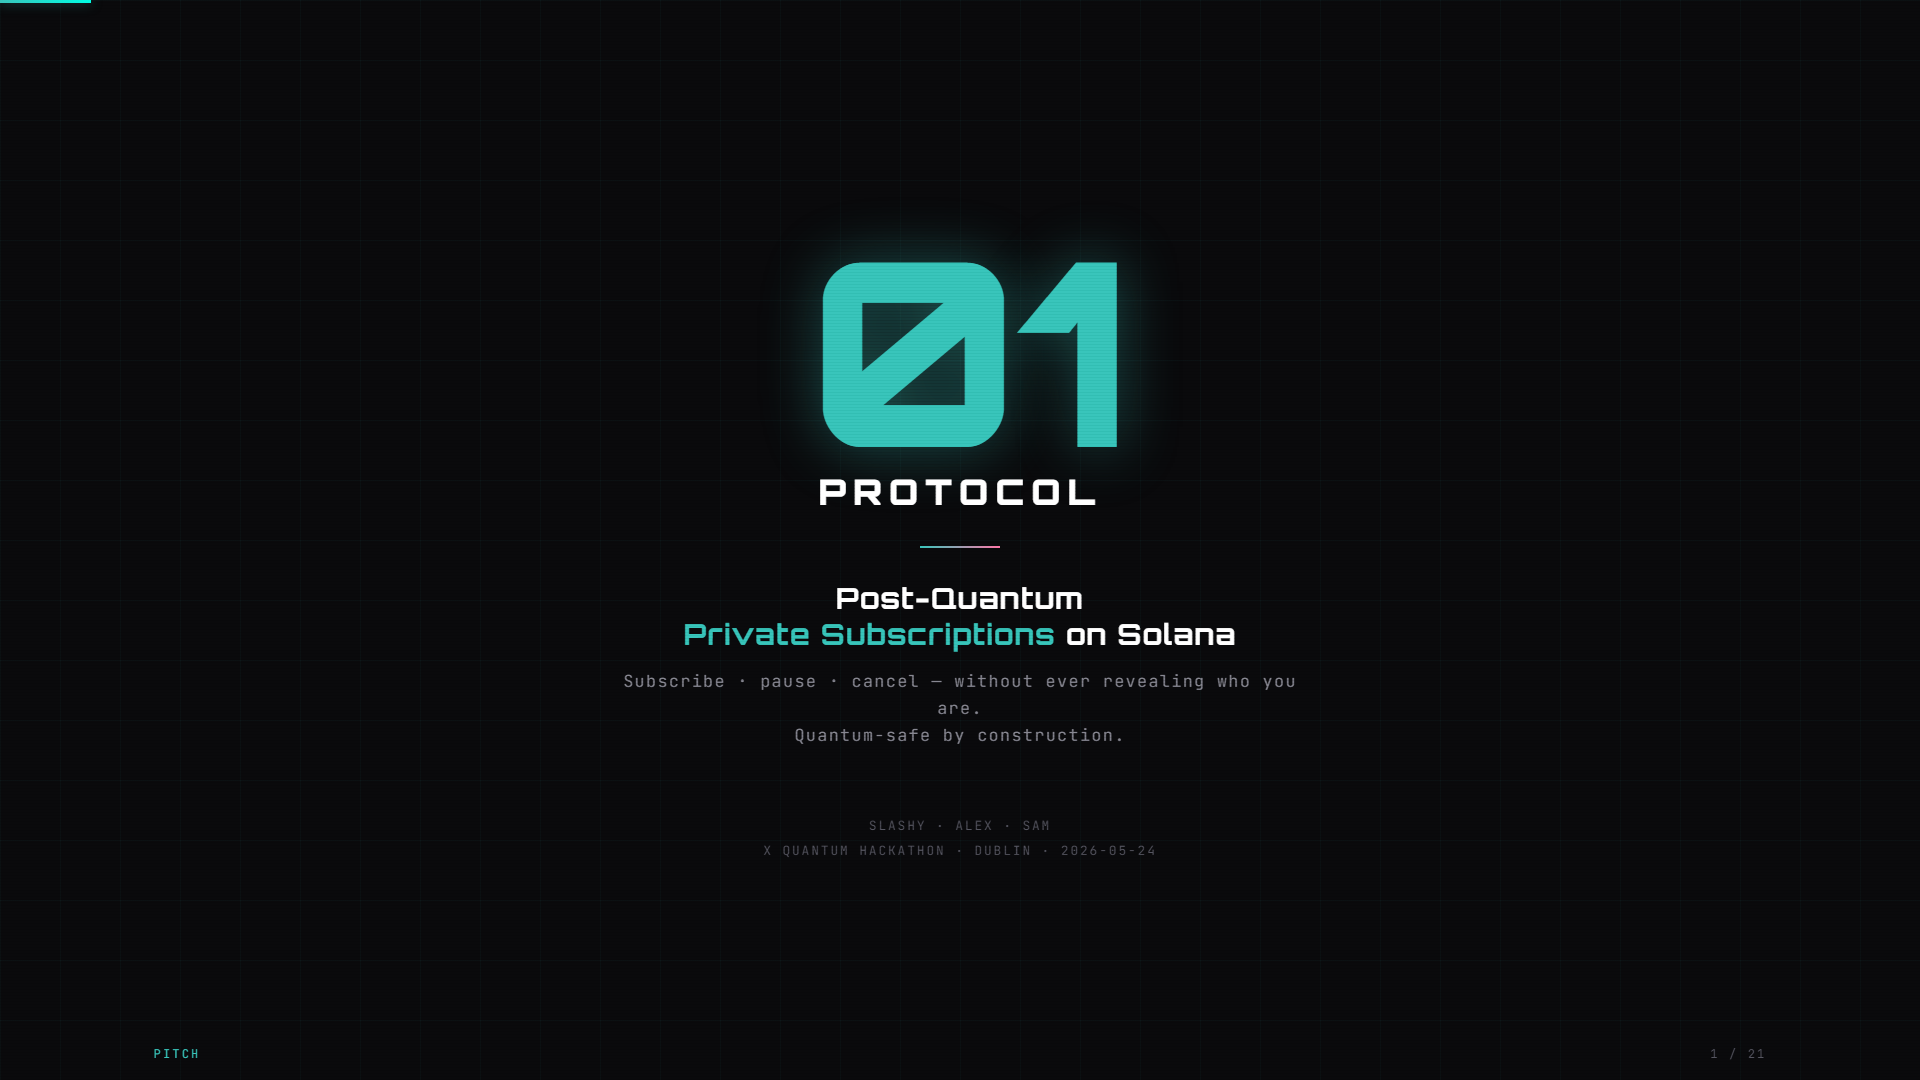 01
PROTOCOL
Post-Quantum
Private Subscriptions on Solana
Subscribe · pause · cancel — without ever revealing who you
are.
Quantum-safe by construction.
SLASHY · ALEX · SAM
X QUANTUM HACKATHON · DUBLIN · 2026-05-24
PITCH
1 / 21